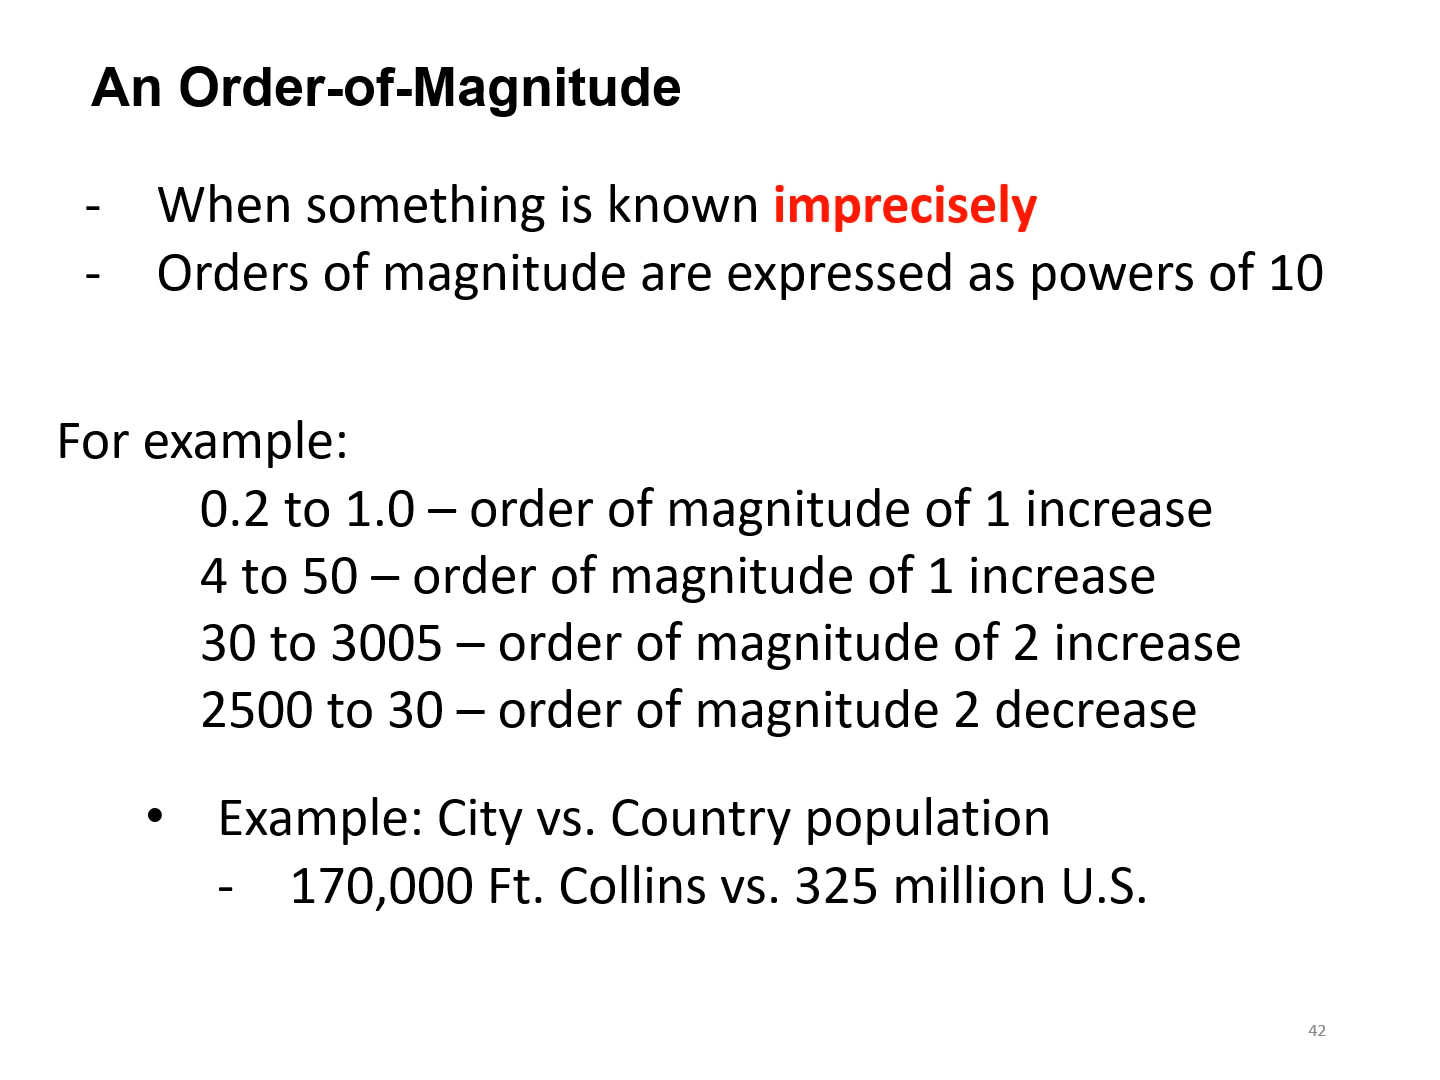 An Order-of-Magnitude
- When something is known imprecisely
- Orders of magnitude are expressed as powers of 10
For example:
0.2 to 1.0 – order of magnitude of 1 increase
4 to 50 – order of magnitude of 1 increase
30 to 3005 – order of magnitude of 2 increase
2500 to 30 – order of magnitude 2 decrease
• Example: City vs. Country population
- 170,000 Ft. Collins vs. 325 million U.S.
42